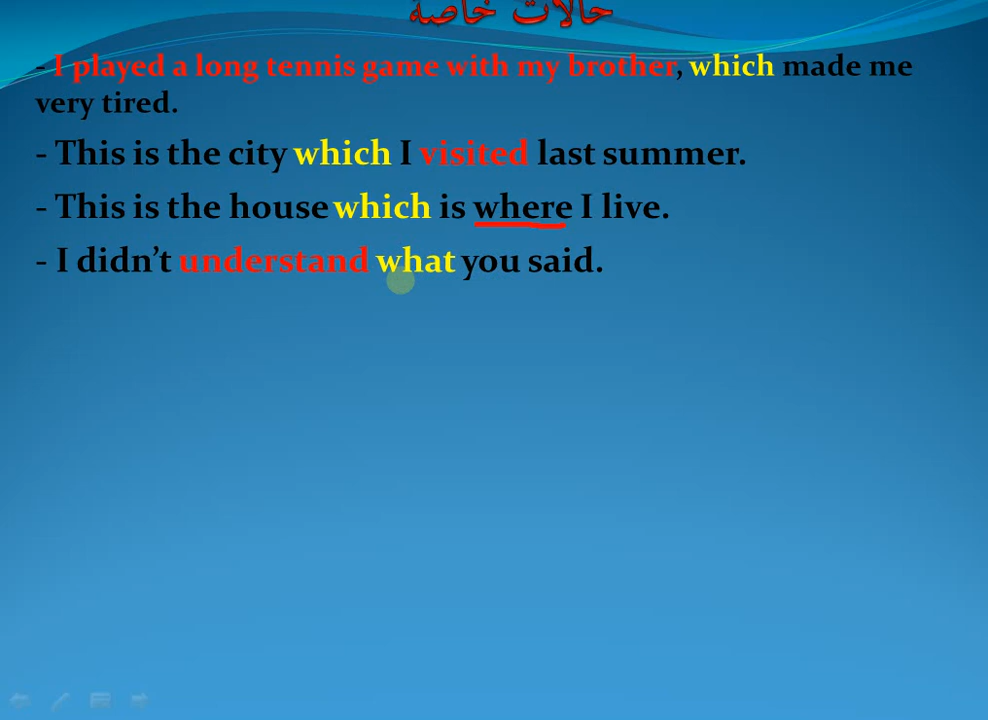 حالات خاصة
- I played a long tennis game with my brother, which made me
very tired.
- This is the city which I visited last summer.
- This is the house which is where I live.
- I didn’t understand what you said.